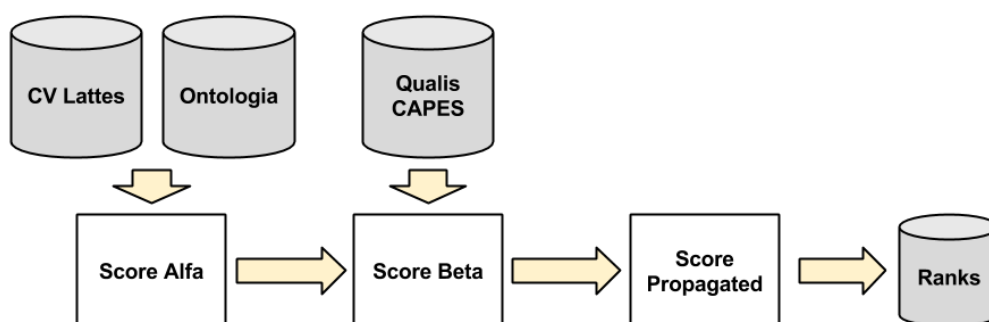 CV Lattes
Ontologia
Qualis
CAPES
Score Alfa
Score Beta
Score
Propagated
Ranks